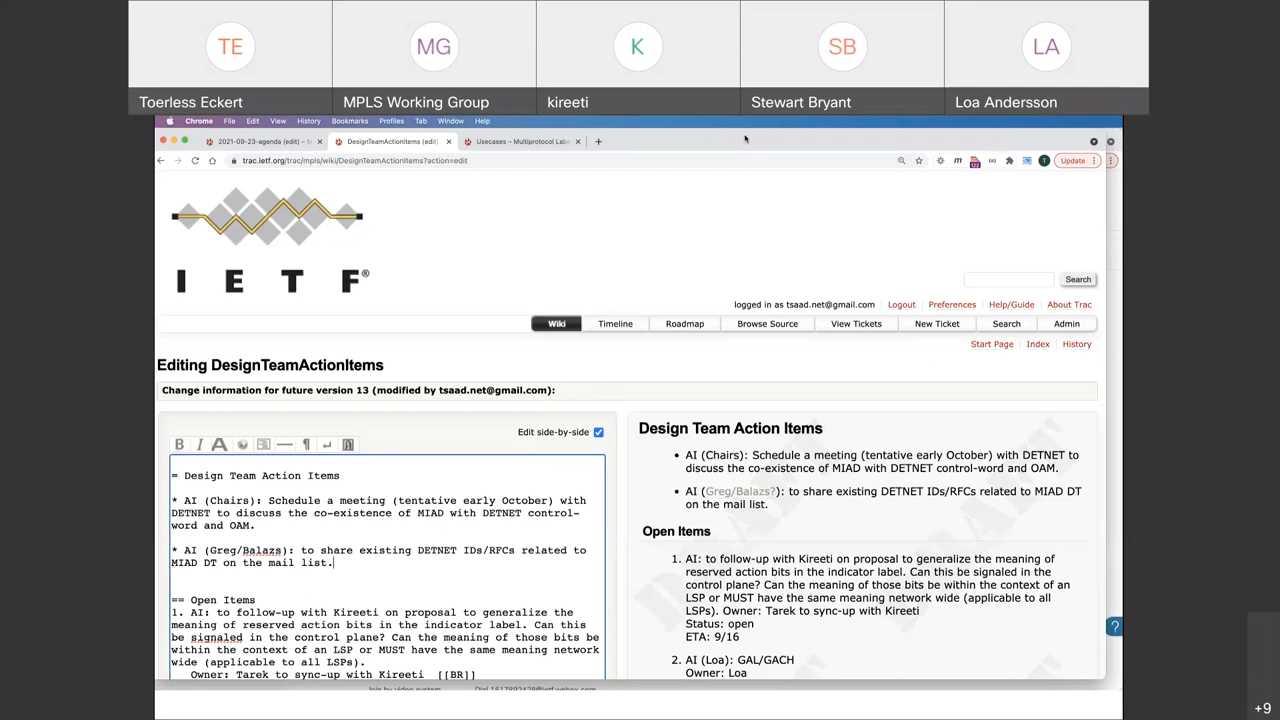 TE
MG
K
SB
LA
Toerless Eckert
MPLS Working Group
kireeti
Stewart Bryant
Loa Andersson
Chrome File Edit View History Bookmarks Profiles Tab Window Help
2021-09-23-agenda (edit) – M
DesignTeamActionItems (edit)
Usecases – Multiprotocol Lab
trac.ietf.org/trac/mpls/wiki/DesignTeamActionItems?action=edit
Update
I E T F®
Search
logged in as tsaad.net@gmail.com Logout Preferences Help/Guide About Trac
Wiki Timeline Roadmap Browse Source View Tickets New Ticket Search Admin
Start Page Index History
Editing DesignTeamActionItems
Change information for future version 13 (modified by tsaad.net@gmail.com):
Edit side-by-side
= Design Team Action Items
* AI (Chairs): Schedule a meeting (tentative early October) with
DETNET to discuss the co-existence of MIAD with DETNET control-
word and OAM.
* AI (Greg/Balazs): to share existing DETNET IDs/RFCs related to
MIAD DT on the mail list.
== Open Items
1. AI: to follow-up with Kireeti on proposal to generalize the
meaning of reserved action bits in the indicator label. Can this
be signaled in the control plane? Can the meaning of those bits be
within the context of an LSP or MUST have the same meaning network
wide (applicable to all LSPs).
Owner: Tarek to sync-up with Kireeti [[BR]]
Design Team Action Items
• AI (Chairs): Schedule a meeting (tentative early October) with DETNET to
discuss the co-existence of MIAD with DETNET control-word and OAM.
• AI (Greg/Balazs?): to share existing DETNET IDs/RFCs related to MIAD DT
on the mail list.
Open Items
1. AI: to follow-up with Kireeti on proposal to generalize the meaning of
reserved action bits in the indicator label. Can this be signaled in the
control plane? Can the meaning of those bits be within the context of an
LSP or MUST have the same meaning network wide (applicable to all
LSPs). Owner: Tarek to sync-up with Kireeti
Status: open
ETA: 9/16
2. AI (Loa): GAL/GACH
Owner: Loa
DRAFT
?
+9